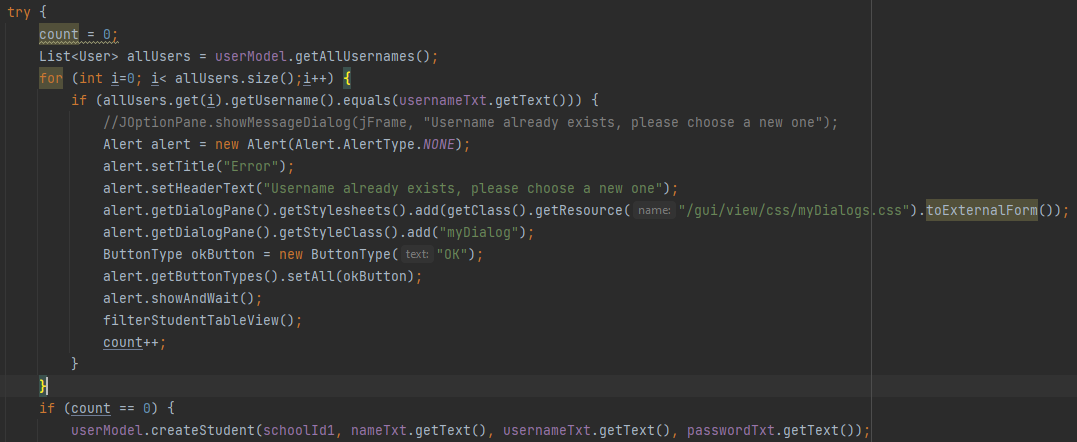 try {
count = 0;
List<User> allUsers = userModel.getAllUsernames();
for (int i=0; i< allUsers.size();i++) {
if (allUsers.get(i).getUsername().equals(usernameTxt.getText())) {
//JOptionPane.showMessageDialog(jFrame, "Username already exists, please choose a new one");
Alert alert = new Alert(Alert.AlertType.NONE);
alert.setTitle("Error");
alert.setHeaderText("Username already exists, please choose a new one");
alert.getDialogPane().getStylesheets().add(getClass().getResource( name: "/gui/view/css/myDialogs.css").toExternalForm());
alert.getDialogPane().getStyleClass().add("myDialog");
ButtonType okButton = new ButtonType( text: "OK");
alert.getButtonTypes().setAll(okButton);
alert.showAndWait();
filterStudentTableView();
count++;
}
}
if (count == 0) {
userModel.createStudent(schoolId1, nameTxt.getText(), usernameTxt.getText(), passwordTxt.getText());